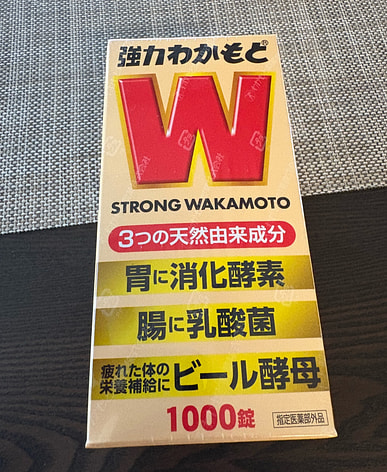 強力わかもと®
W
STRONG WAKAMOTO
3つの天然由来成分
胃に消化酵素
腸に乳酸菌
疲れた体の
栄養補給に
ビール酵母
1000錠
指定医薬部外品